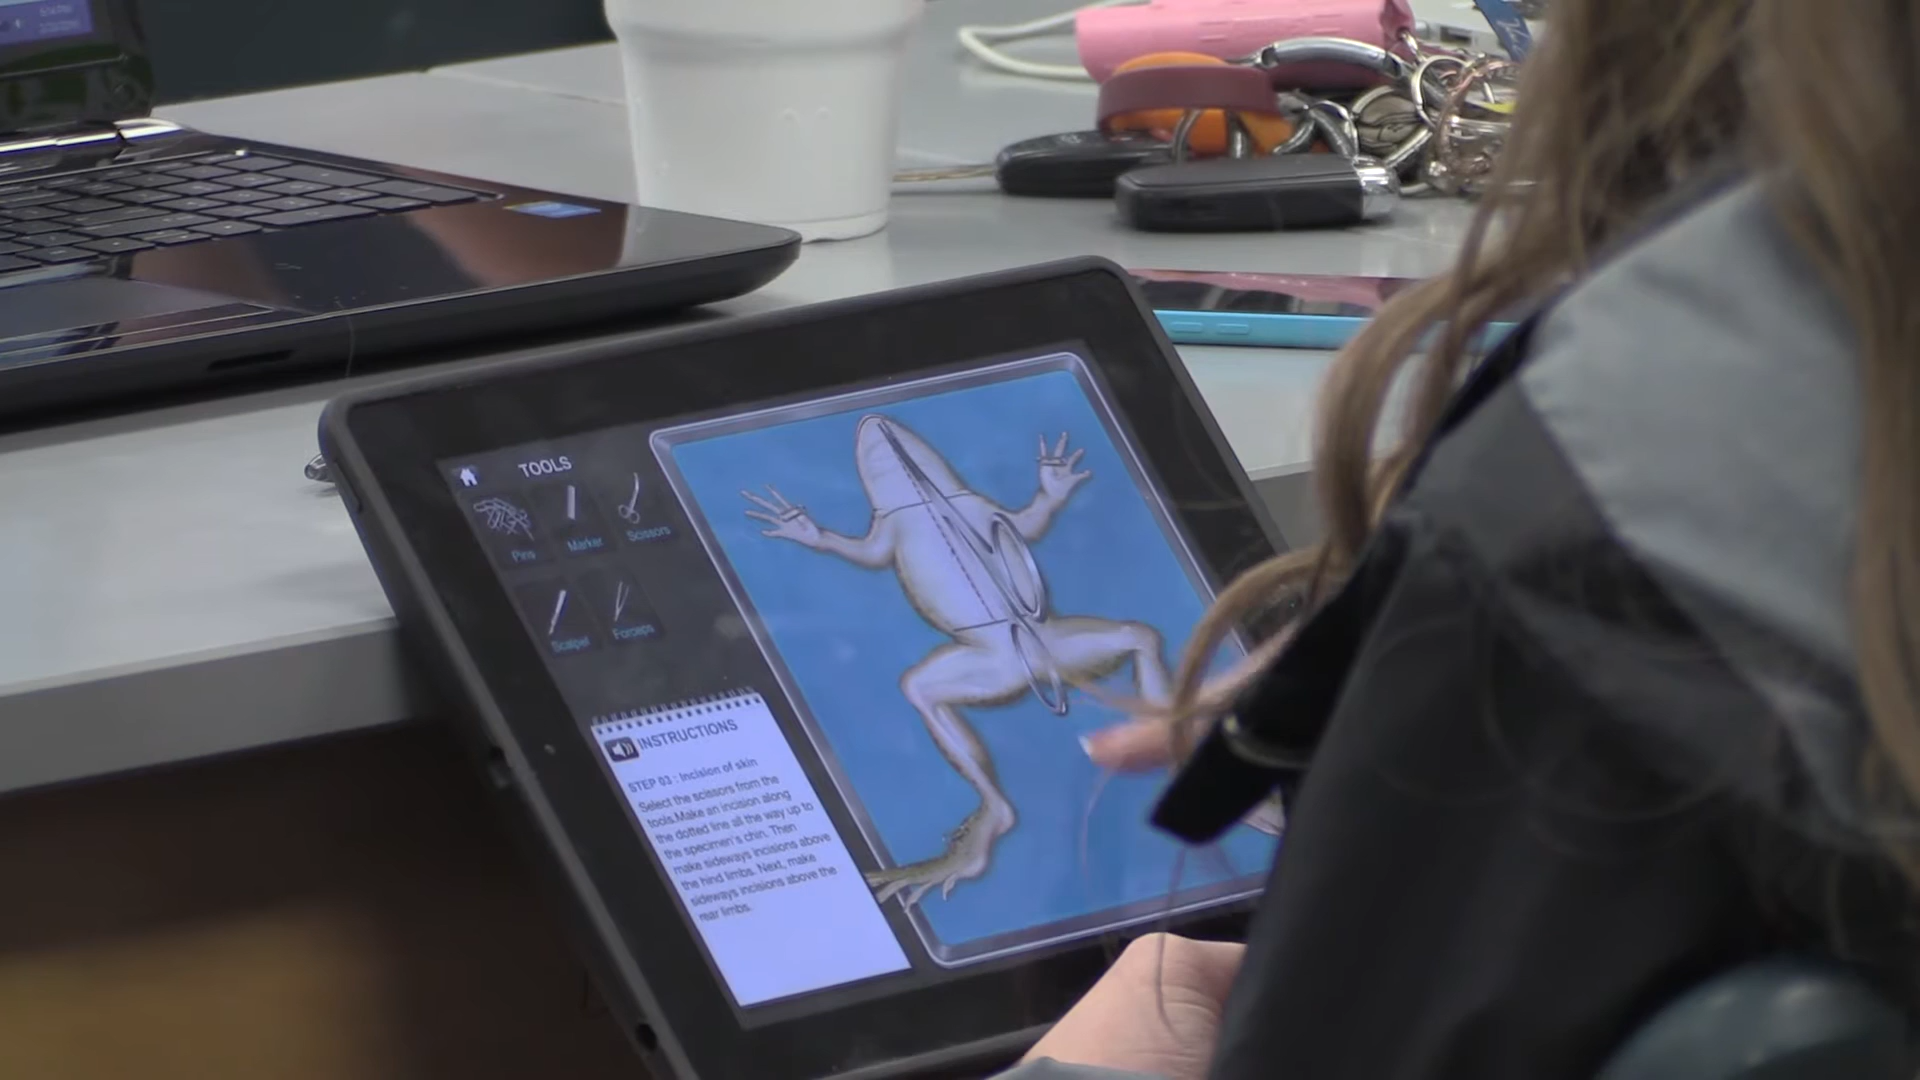 TOOLS
Pins
Marker
Scissors
Scalpel
Forceps
INSTRUCTIONS
STEP 03 : Incision of skin
Select the scissors from the
tools.Make an incision along
the dotted line all the way up to
the specimen's chin. Then
make sideways incisions above
the hind limbs. Next, make
sideways incisions above the
rear limbs.